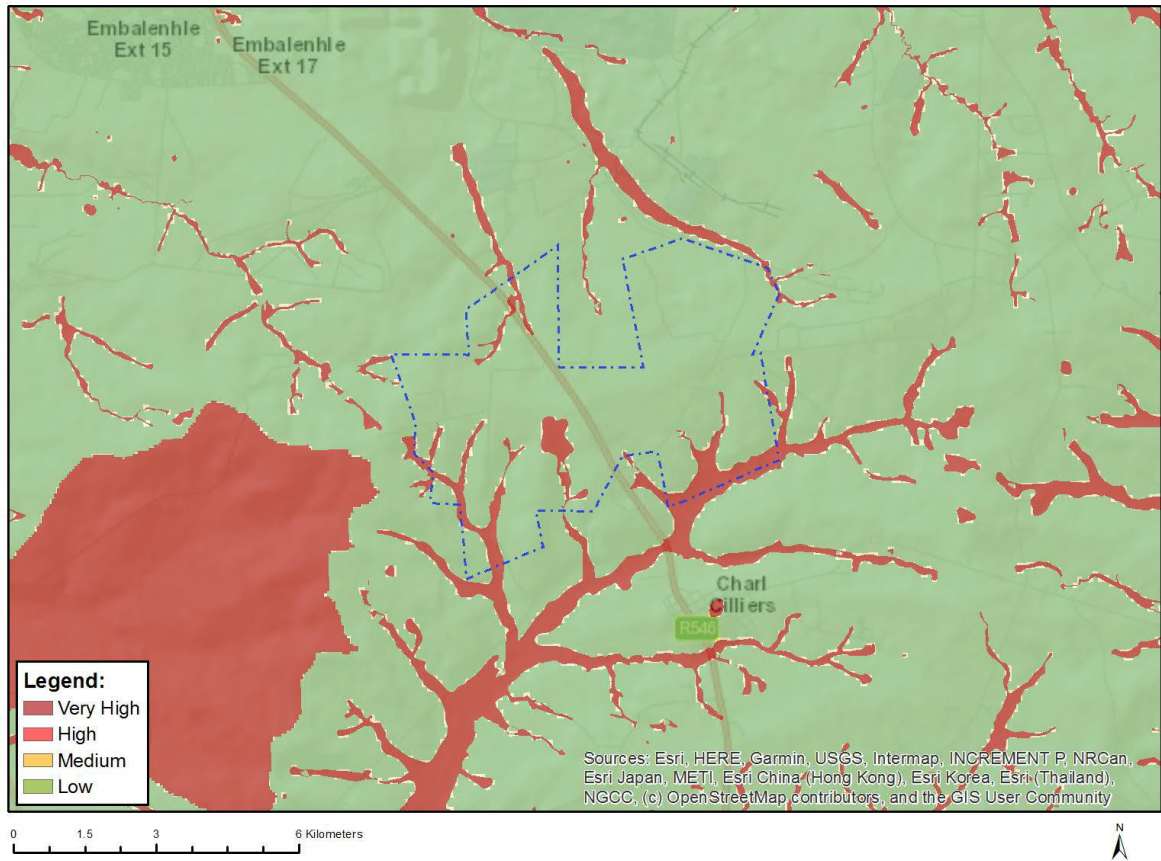 Embalenhle
Ext 15
Embalenhle
Ext 17
Charl
Cilliers
R546
Legend:
Very High
High
Medium
Low
Sources: Esri, HERE, Garmin, USGS, Intermap, INCREMENT P, NRCan,
Esri Japan, METI, Esri China (Hong Kong), Esri Korea, Esri (Thailand),
NGCC, (c) OpenStreetMap contributors, and the GIS User Community
0 1.5 3 6 Kilometers
N